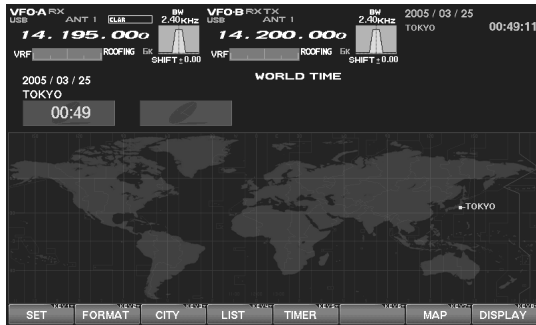 VFO-A RX BW VFO-B RX TX BW 2005 / 03 / 25
USB ANT 1 CLAR 2.40KHZ USB ANT 1 2.40KHZ TOKYO 00:49:11
14. 195. 000 14. 200. 000
VRF ROOFING 6K VRF ROOFING 6K
SHIFT±0.00 SHIFT±0.00
2005 / 03 / 25 WORLD TIME
TOKYO
00:49
TOKYO
SET FORMAT CITY LIST TIMER MAP DISPLAY